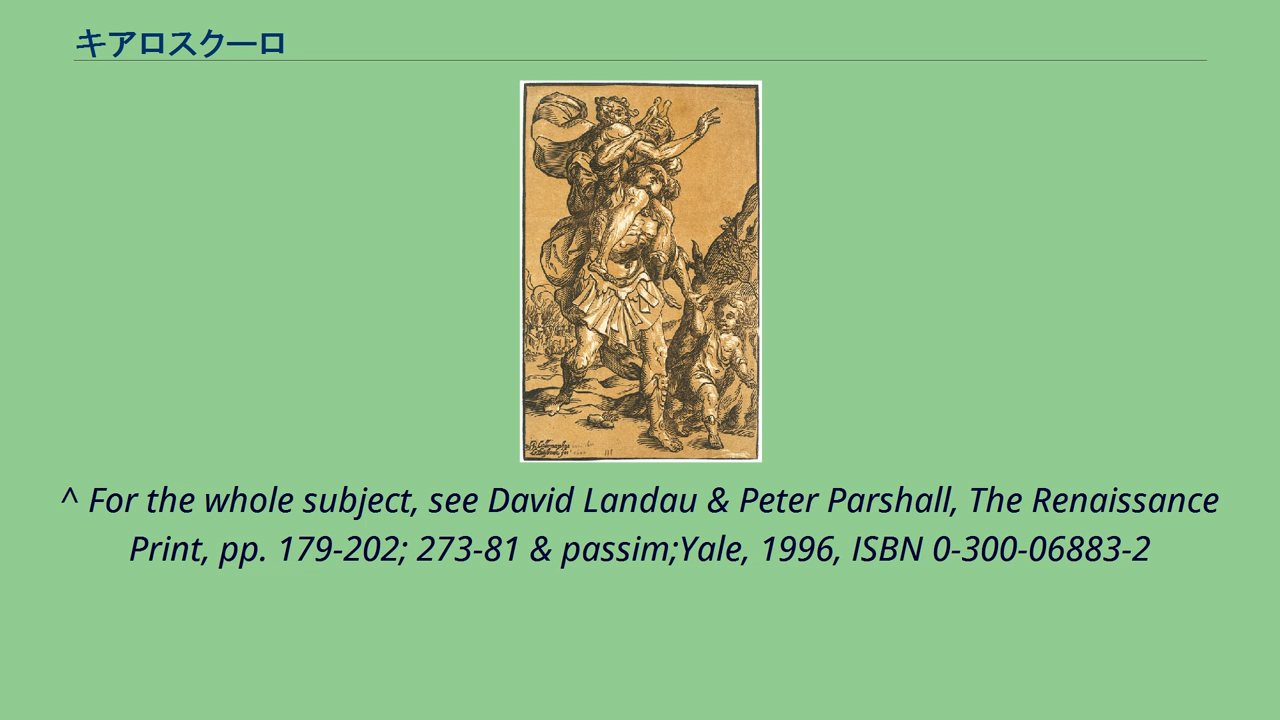 キアロスクーロ
^ For the whole subject, see David Landau & Peter Parshall, The Renaissance
Print, pp. 179-202; 273-81 & passim;Yale, 1996, ISBN 0-300-06883-2